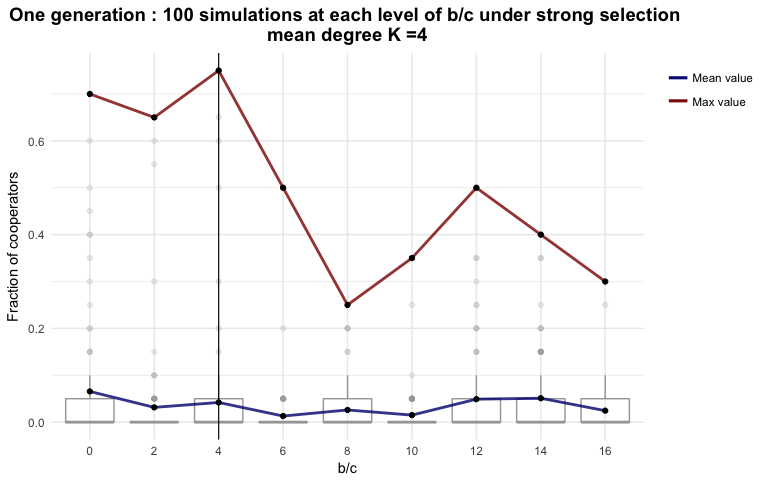 One generation : 100 simulations at each level of b/c under strong selection
mean degree K =4
Mean value
Max value
Fraction of cooperators
0.6
0.4
0.2
0.0
0 2 4 6 8 10 12 14 16
b/c